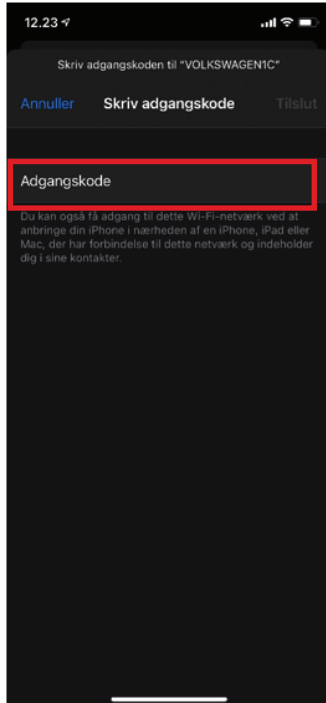 12.23
Skriv adgangskoden til "VOLKSWAGEN1C"
Annuller Skriv adgangskode Tilslut
Adgangskode
Du kan også få adgang til dette Wi-Fi-netværk ved at
anbringe din iPhone i nærheden af en iPhone, iPad eller
Mac, der har forbindelse til dette netværk og indeholder
dig i sine kontakter.